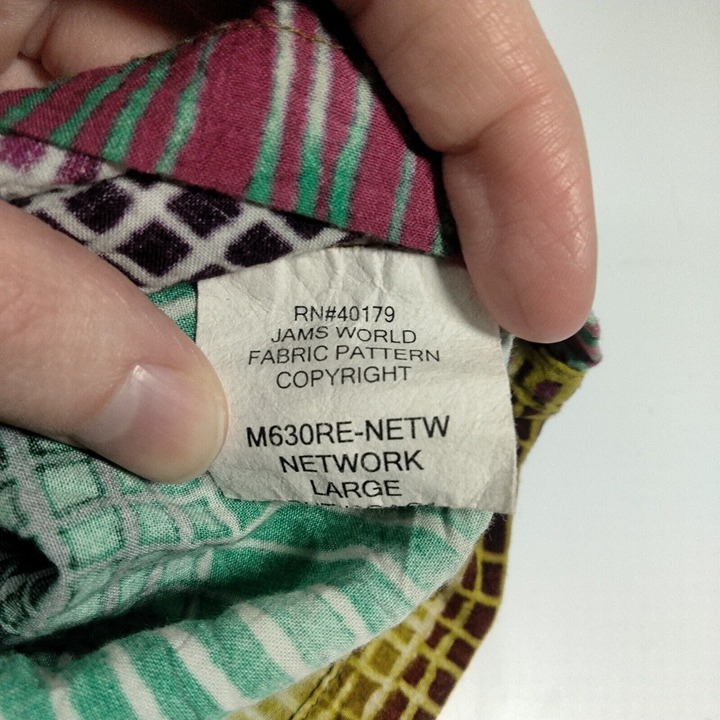 RN#40179
JAMS WORLD
FABRIC PATTERN
COPYRIGHT
M630RE-NETW
NETWORK
LARGE